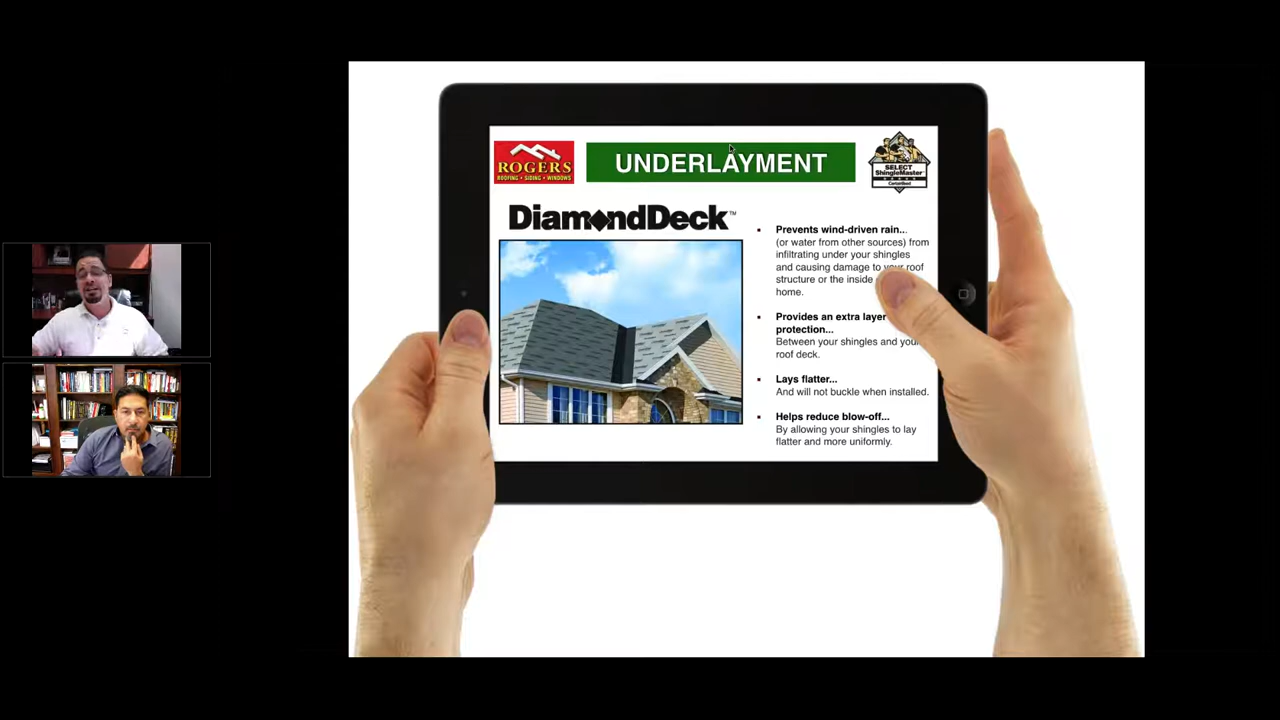 ROGERS
ROOFING • SIDING • WINDOWS
UNDERLAYMENT
SELECT
ShingleMaster
CertainTeed
DiamondDeck™
Prevents wind-driven rain...
(or water from other sources) from
infiltrating under your shingles
and causing damage to your roof
structure or the inside
home.
Provides an extra layer
protection...
Between your shingles and your
roof deck.
Lays flatter...
And will not buckle when installed.
Helps reduce blow-off...
By allowing your shingles to lay
flatter and more uniformly.